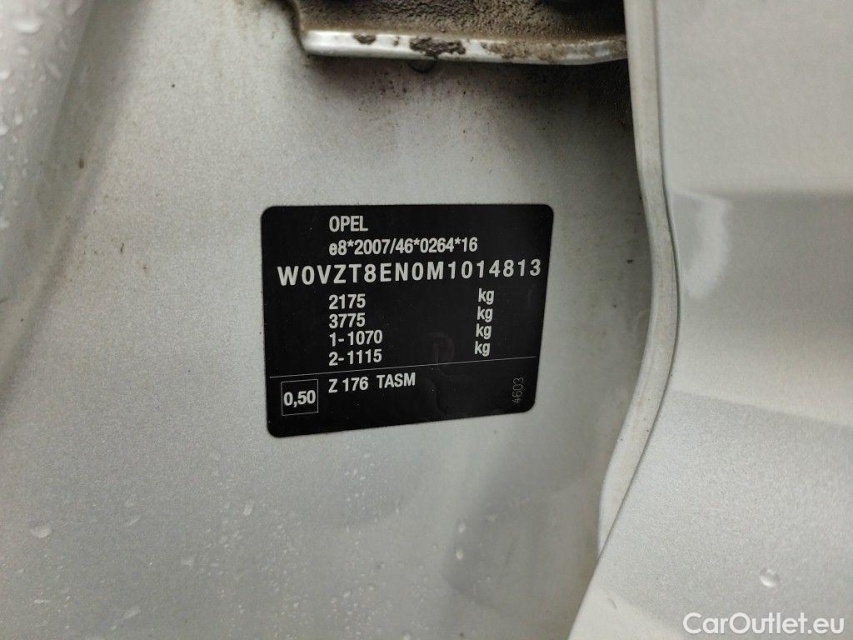 OPEL
e8*2007/46*0264*16
W0VZT8EN0M1014813
2175 kg
3775 kg
1-1070 kg
2-1115 kg
0,50 Z 176 TASM
4603
CarOutlet.eu